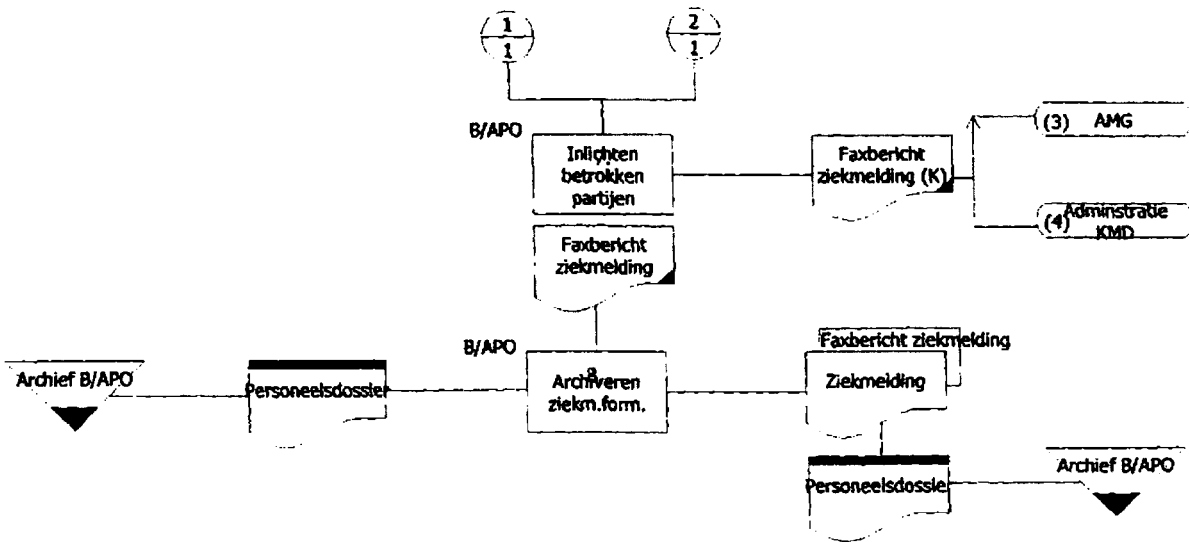 1
1
2
1
B/APO
Inlichten
betrokken
partijen
Faxbericht
ziekmelding (K)
(3) AMG
(4) Adminstratie
KMD
Faxbericht
ziekmelding
B/APO
8
Archiveren
ziekm.form.
Faxbericht ziekmelding
Ziekmelding
Archief B/APO
Personeelsdossier
Personeelsdossie
Archief B/APO